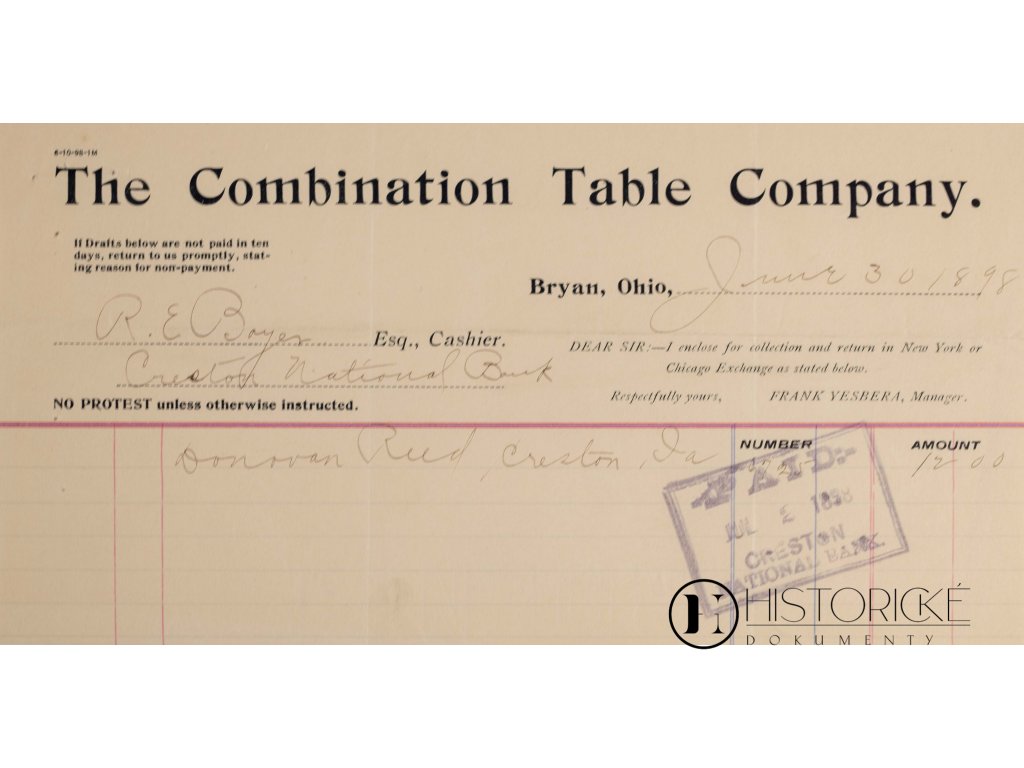 6-10-98-1M
The Combination Table Company.
If Drafts below are not paid in ten
days, return to us promptly, stat-
ing reason for non-payment.
Bryan, Ohio, June 30 1898
R. E. Boyer Esq., Cashier.
Creston National Bank
DEAR SIR:—I enclose for collection and return in New York or
Chicago Exchange as stated below.
Respectfully yours, FRANK YESBERA, Manager.
NO PROTEST unless otherwise instructed.
NUMBER AMOUNT
Donovan Reed, Creston, Ia 12 00
PAID
JUL 2 1898
CRESTON
NATIONAL BANK.
HISTORICKÉ
DOKUMENTY